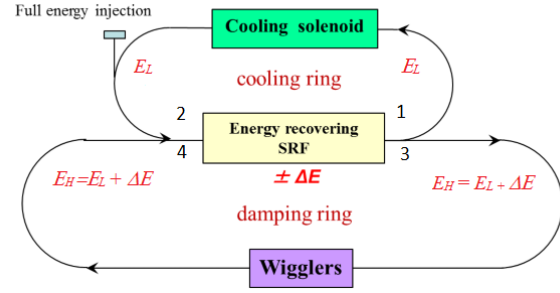 Full energy injection
Cooling solenoid
E_L
E_L
cooling ring
2
1
Energy recovering
SRF
4
3
± ΔE
E_H=E_L + ΔE
E_H = E_L + ΔE
damping ring
Wigglers